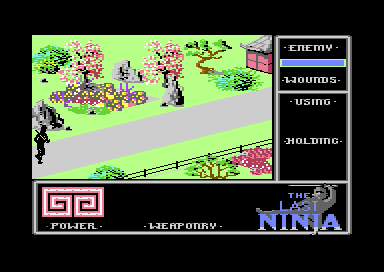 ENEMY
WOUNDS
USING
HOLDING
·POWER· ·WEAPONRY·
THE
LAST
NINJA